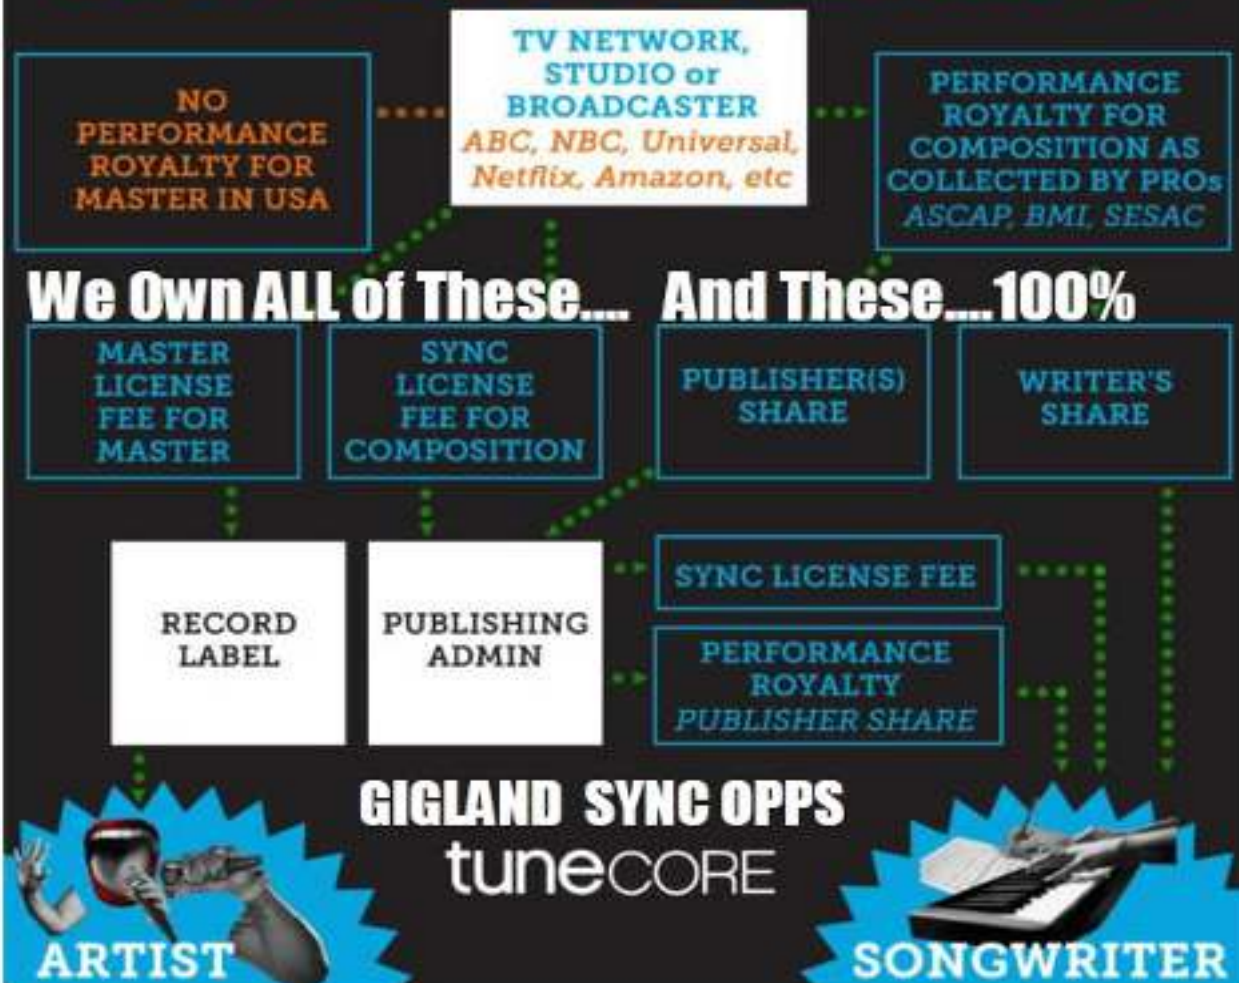 TV NETWORK,
STUDIO or
BROADCASTER
ABC, NBC, Universal,
Netflix, Amazon, etc
NO
PERFORMANCE
ROYALTY FOR
MASTER IN USA
PERFORMANCE
ROYALTY FOR
COMPOSITION AS
COLLECTED BY PROs
ASCAP, BMI, SESAC
We Own ALL of These.... And These....100%
MASTER
LICENSE
FEE FOR
MASTER
SYNC
LICENSE
FEE FOR
COMPOSITION
PUBLISHER(S)
SHARE
WRITER'S
SHARE
RECORD
LABEL
PUBLISHING
ADMIN
SYNC LICENSE FEE
PERFORMANCE
ROYALTY
PUBLISHER SHARE
GIGLAND SYNC OPPS
tunecORE
ARTIST
SONGWRITER